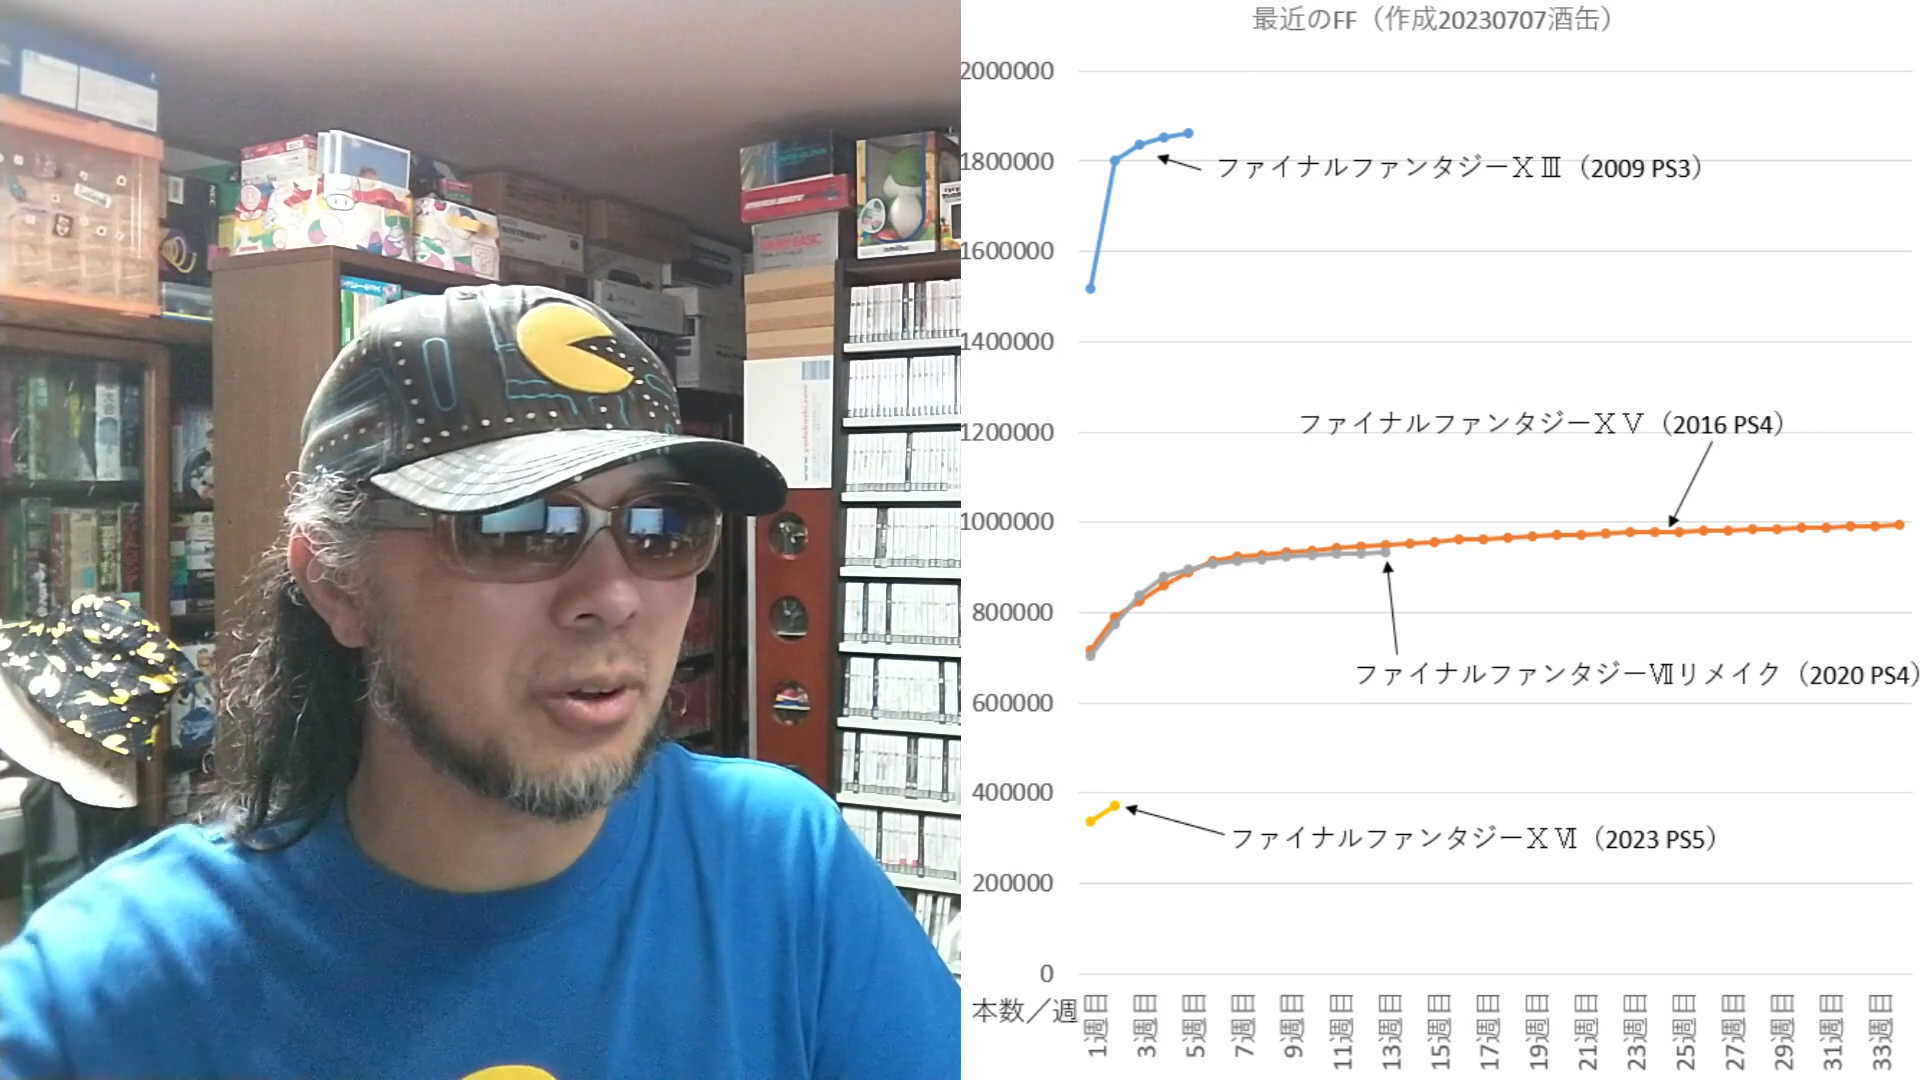 最近のFF（作成20230707酒缶）
2000000
1800000
ファイナルファンタジーⅩⅢ（2009 PS3）
1600000
1400000
ファイナルファンタジーⅩⅤ（2016 PS4）
1200000
1000000
800000
ファイナルファンタジーⅦリメイク（2020 PS4）
600000
400000
ファイナルファンタジーⅩⅥ（2023 PS5）
200000
0
本数／週
1週目
3週目
5週目
7週目
9週目
11週目
13週目
15週目
17週目
19週目
21週目
23週目
25週目
27週目
29週目
31週目
33週目
FAMILY BASIC
amiibo